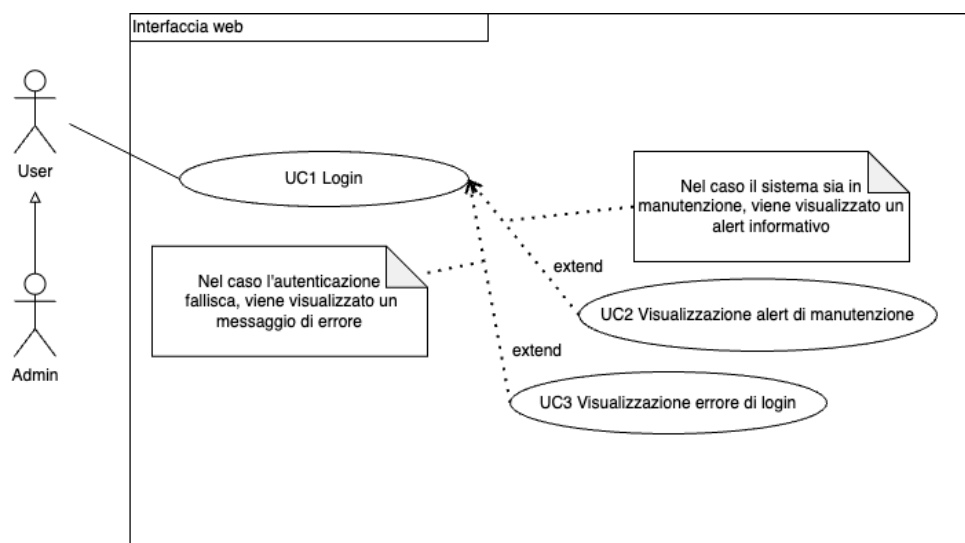 Interfaccia web
User
UC1 Login
Nel caso il sistema sia in
manutenzione, viene visualizzato un
alert informativo
Nel caso l'autenticazione
fallisca, viene visualizzato un
messaggio di errore
extend
UC2 Visualizzazione alert di manutenzione
extend
Admin
UC3 Visualizzazione errore di login